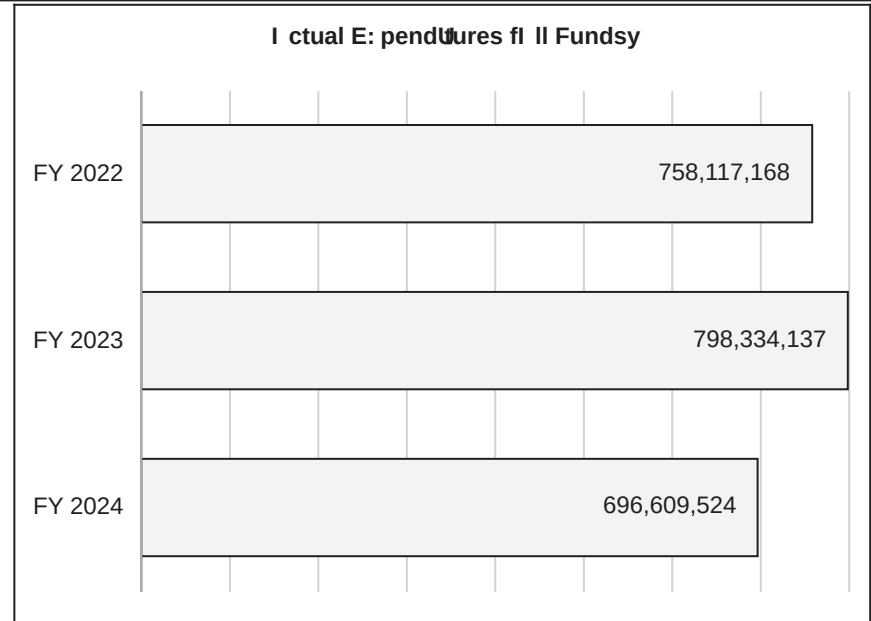 I ctual E: pendUtures fI ll Fundsy
FY 2022
758,117,168
FY 2023
798,334,137
FY 2024
696,609,524